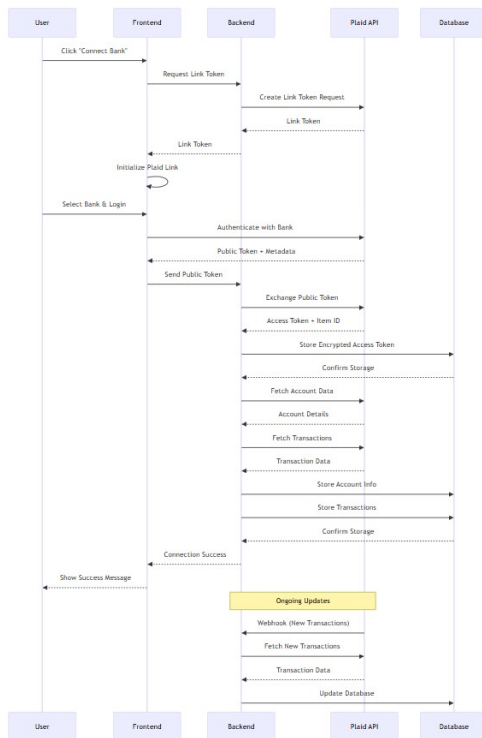 User Frontend Backend Plaid API Database
Click "Connect Bank"
Request Link Token
Create Link Token Request
Link Token
Link Token
Initialize Plaid Link
Select Bank & Login
Authenticate with Bank
Public Token + Metadata
Send Public Token
Exchange Public Token
Access Token + Item ID
Store Encrypted Access Token
Confirm Storage
Fetch Account Data
Account Details
Fetch Transactions
Transaction Data
Store Account Info
Store Transactions
Confirm Storage
Connection Success
Show Success Message
Ongoing Updates
Webhook (New Transactions)
Fetch New Transactions
Transaction Data
Update Database
User Frontend Backend Plaid API Database